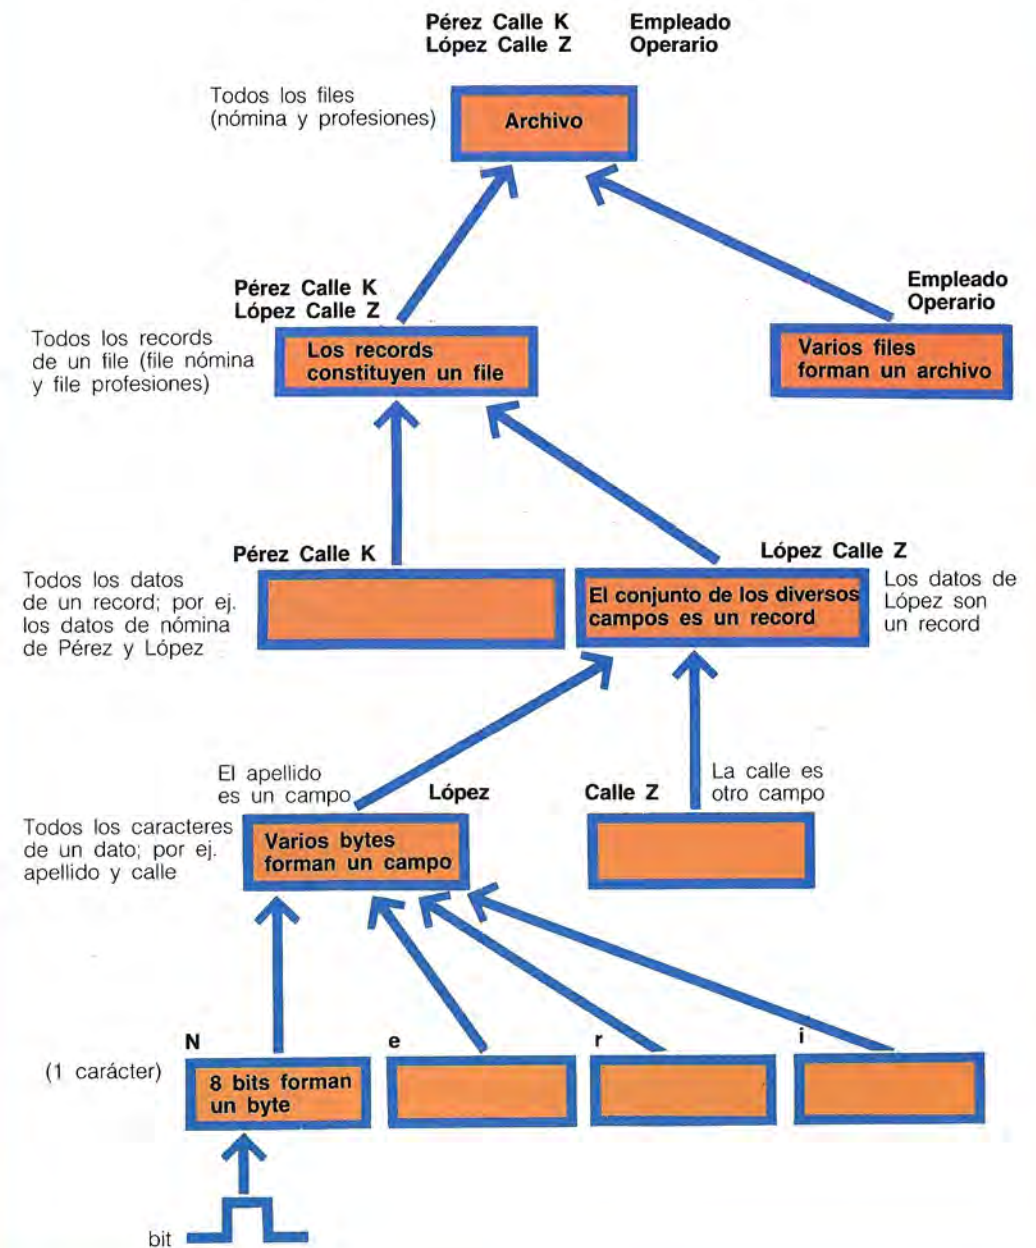 Pérez Calle K Empleado
López Calle Z Operario
Todos los files
(nómina y profesiones)
Archivo
Pérez Calle K
López Calle Z
Empleado
Operario
Todos los records
de un file (file nómina
y file profesiones)
Los records
constituyen un file
Varios files
forman un archivo
Pérez Calle K
López Calle Z
Todos los datos
de un record; por ej.
los datos de nómina
de Pérez y López
El conjunto de los diversos
campos es un record
Los datos de
López son
un record
El apellido
es un campo
López
Calle Z
La calle es
otro campo
Todos los caracteres
de un dato; por ej.
apellido y calle
Varios bytes
forman un campo
N e r i
(1 carácter)
8 bits forman
un byte
bit